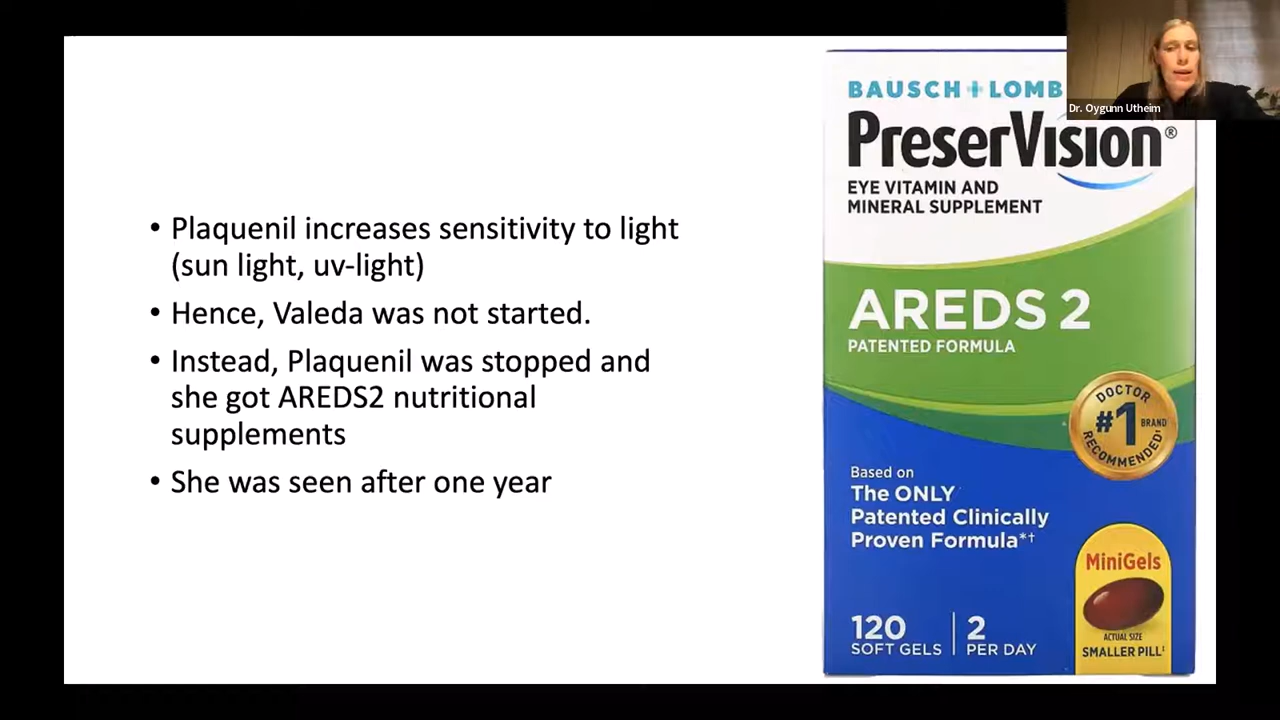 • Plaquenil increases sensitivity to light
(sun light, uv-light)
• Hence, Valeda was not started.
• Instead, Plaquenil was stopped and
she got AREDS2 nutritional
supplements
• She was seen after one year
BAUSCH + LOMB
PreserVision®
EYE VITAMIN AND
MINERAL SUPPLEMENT
AREDS 2
PATENTED FORMULA
DOCTOR
#1 BRAND
RECOMMENDED†
Based on
The ONLY
Patented Clinically
Proven Formula*†
MiniGels
ACTUAL SIZE
SMALLER PILL‡
120
SOFT GELS
2
PER DAY
Dr. Oygunn Utheim